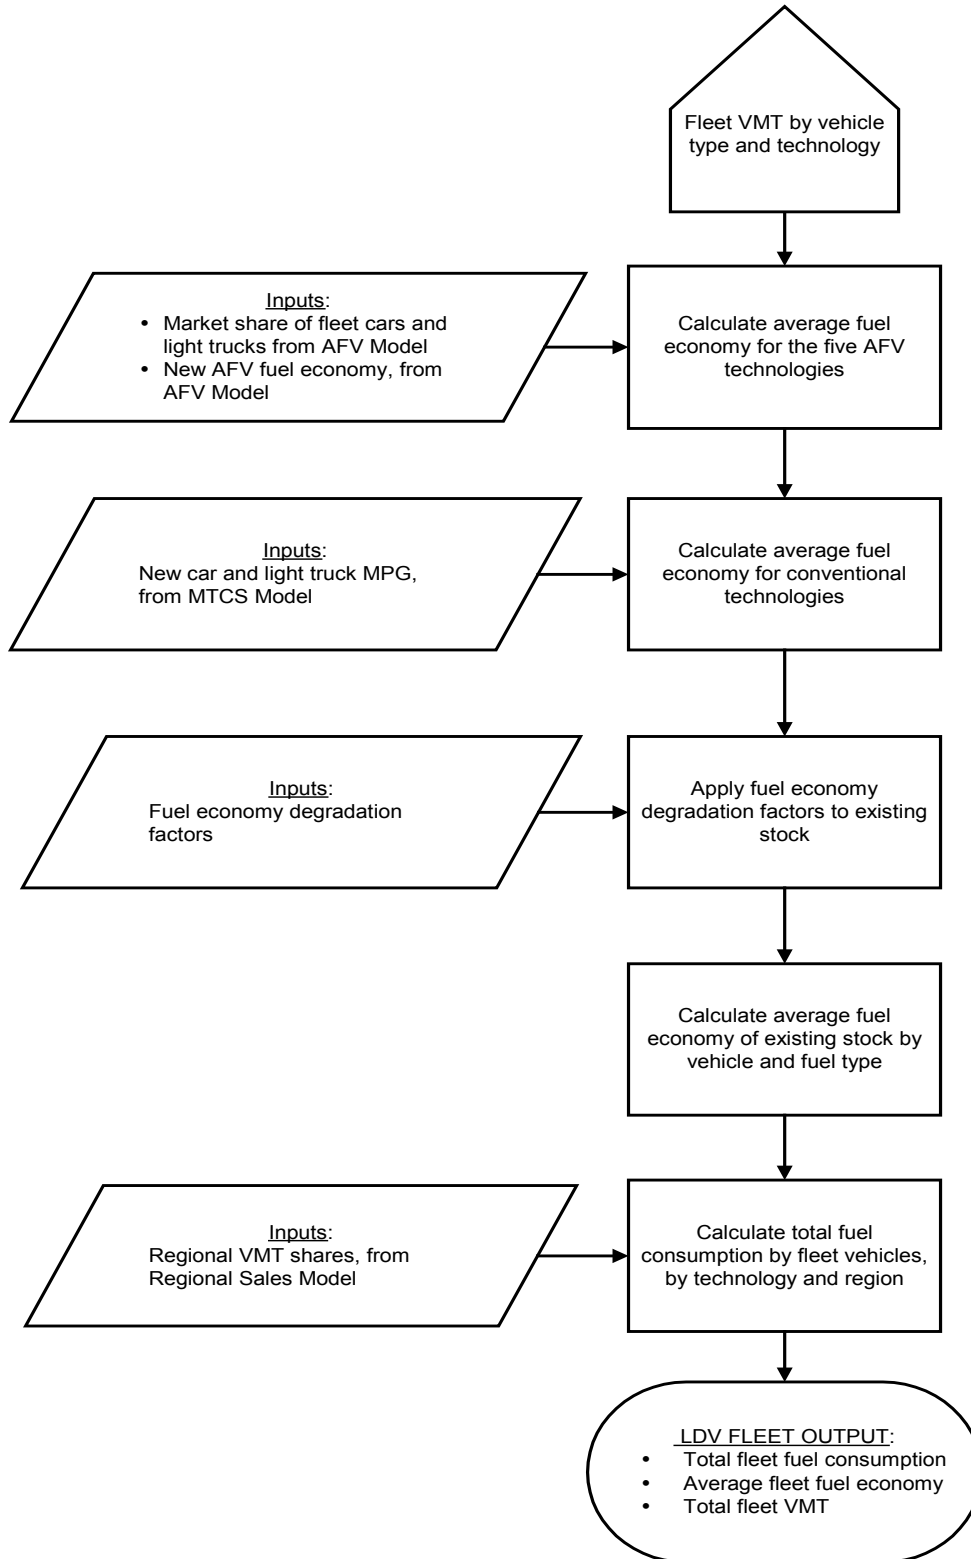 Fleet VMT by vehicle
type and technology
Inputs:
• Market share of fleet cars and
light trucks from AFV Model
• New AFV fuel economy, from
AFV Model
Calculate average fuel
economy for the five AFV
technologies
Inputs:
New car and light truck MPG,
from MTCS Model
Calculate average fuel
economy for conventional
technologies
Inputs:
Fuel economy degradation
factors
Apply fuel economy
degradation factors to existing
stock
Calculate average fuel
economy of existing stock by
vehicle and fuel type
Inputs:
Regional VMT shares, from
Regional Sales Model
Calculate total fuel
consumption by fleet vehicles,
by technology and region
LDV FLEET OUTPUT:
• Total fleet fuel consumption
• Average fleet fuel economy
• Total fleet VMT